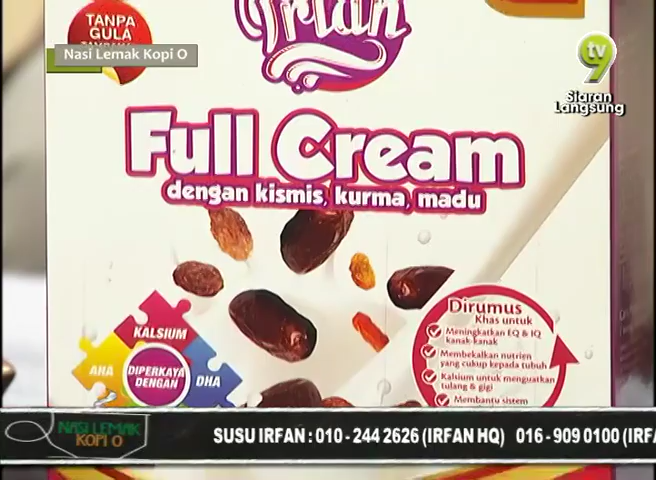 TANPA
GULA
Nasi Lemak Kopi O
Irfan
tv9
Siaran
Langsung
Full Cream
dengan kismis, kurma, madu
KALSIUM
AHA
DIPERKAYA
DENGAN
DHA
Dirumus
Khas untuk
Meningkatkan EQ & IQ
kanak-kanak
Membekalkan nutrien
yang cukup kepada tubuh
Kalsium untuk menguatkan
tulang & gigi
Membantu sistem
NASI LEMAK
KOPI O
SUSU IRFAN : 010 - 244 2626 (IRFAN HQ) 016 - 909 0100 (IRFA